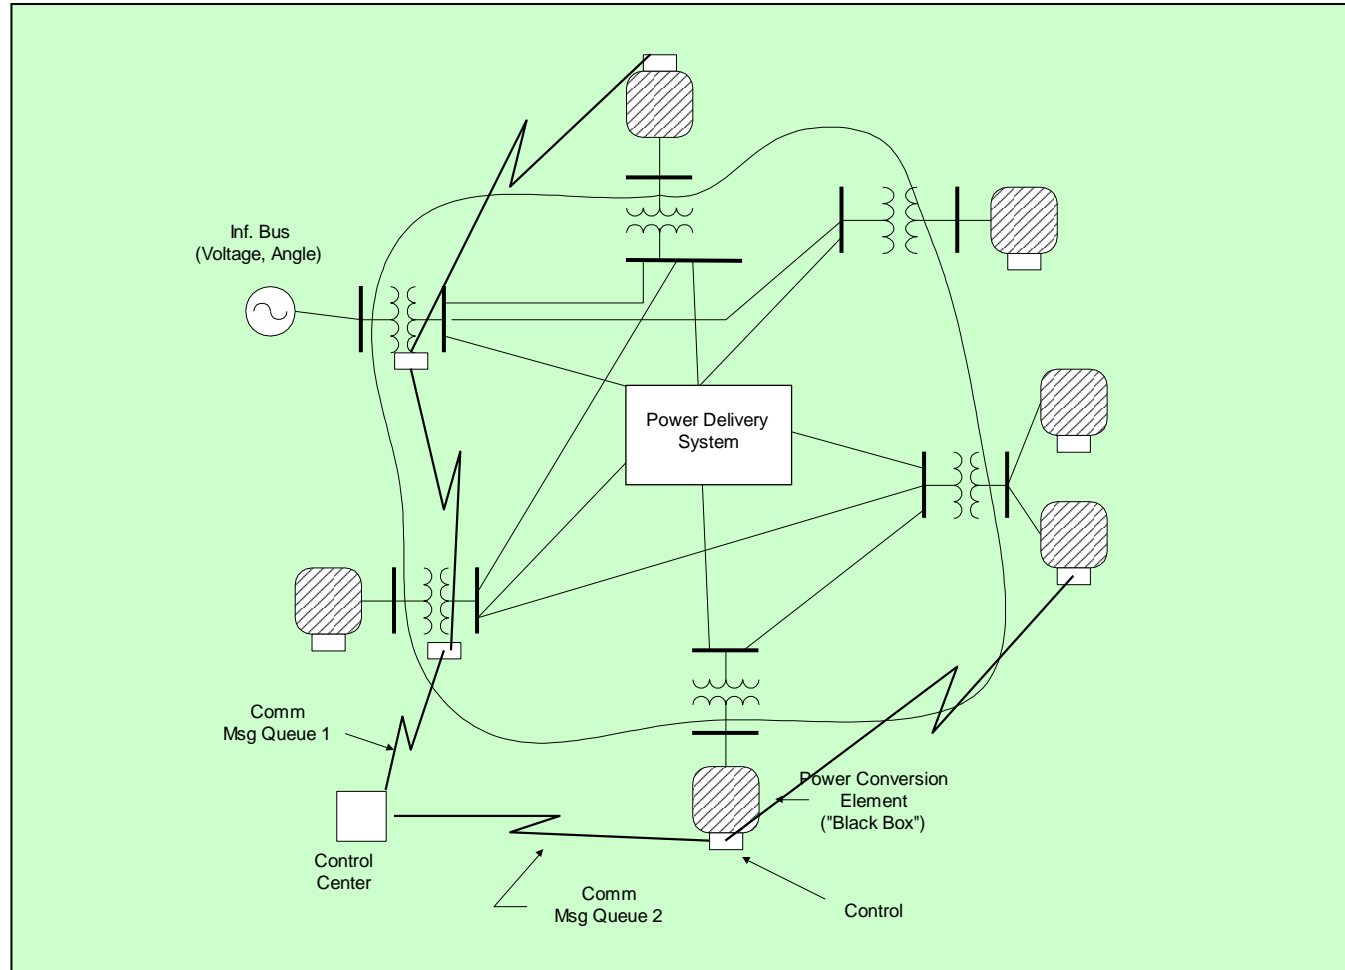 Inf. Bus
(Voltage, Angle)
Power Delivery
System
Comm
Msg Queue 1
Power Conversion
Element
("Black Box")
Control
Center
Comm
Msg Queue 2
Control